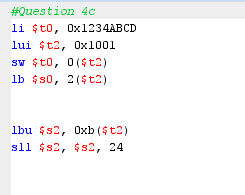 #Question 4c
li $t0, 0x1234ABCD
lui $t2, 0x1001
sw $t0, 0($t2)
lb $s0, 2($t2)
lbu $s2, 0xb($t2)
sll $s2, $s2, 24